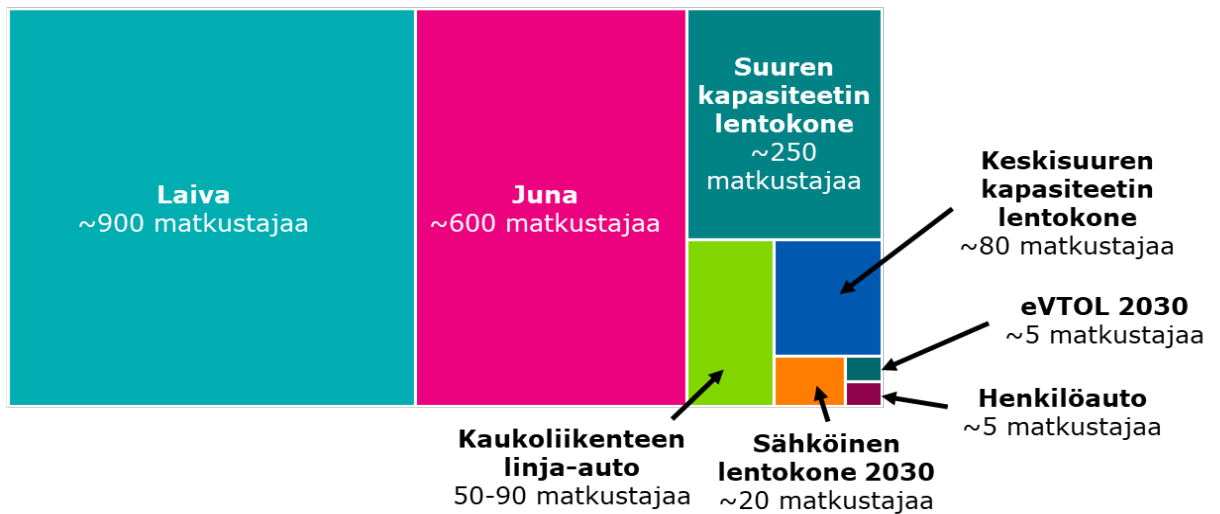 Laiva
~900 matkustajaa
Juna
~600 matkustajaa
Suuren
kapasiteetin
lentokone
~250
matkustajaa
Keskisuuren
kapasiteetin
lentokone
~80 matkustajaa
eVTOL 2030
~5 matkustajaa
Henkilöauto
~5 matkustajaa
Kaukoliikenteen
linja-auto
50-90 matkustajaa
Sähköinen
lentokone 2030
~20 matkustajaa